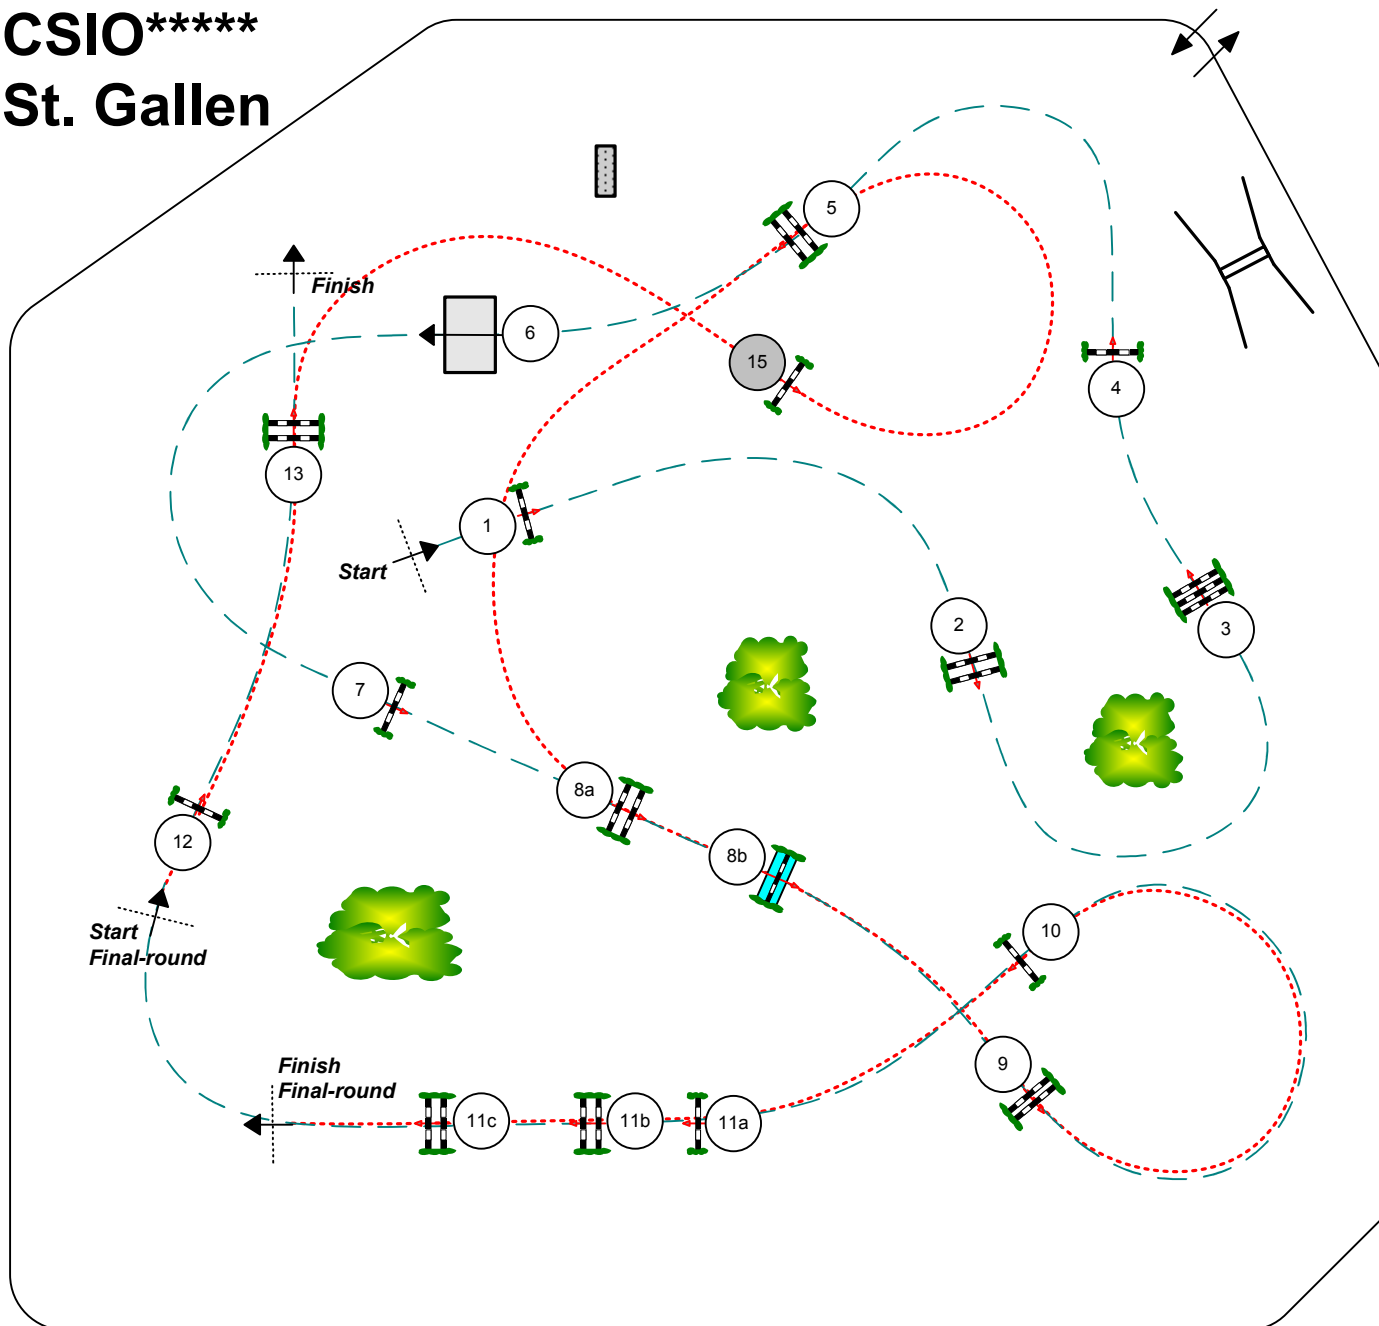 CSIO*****
St. Gallen
5
Finish
6
15
4
13
1
Start
2
3
7
8a
12
8b
10
Start
Final-round
9
Finish
Final-round
11c
11b
11a